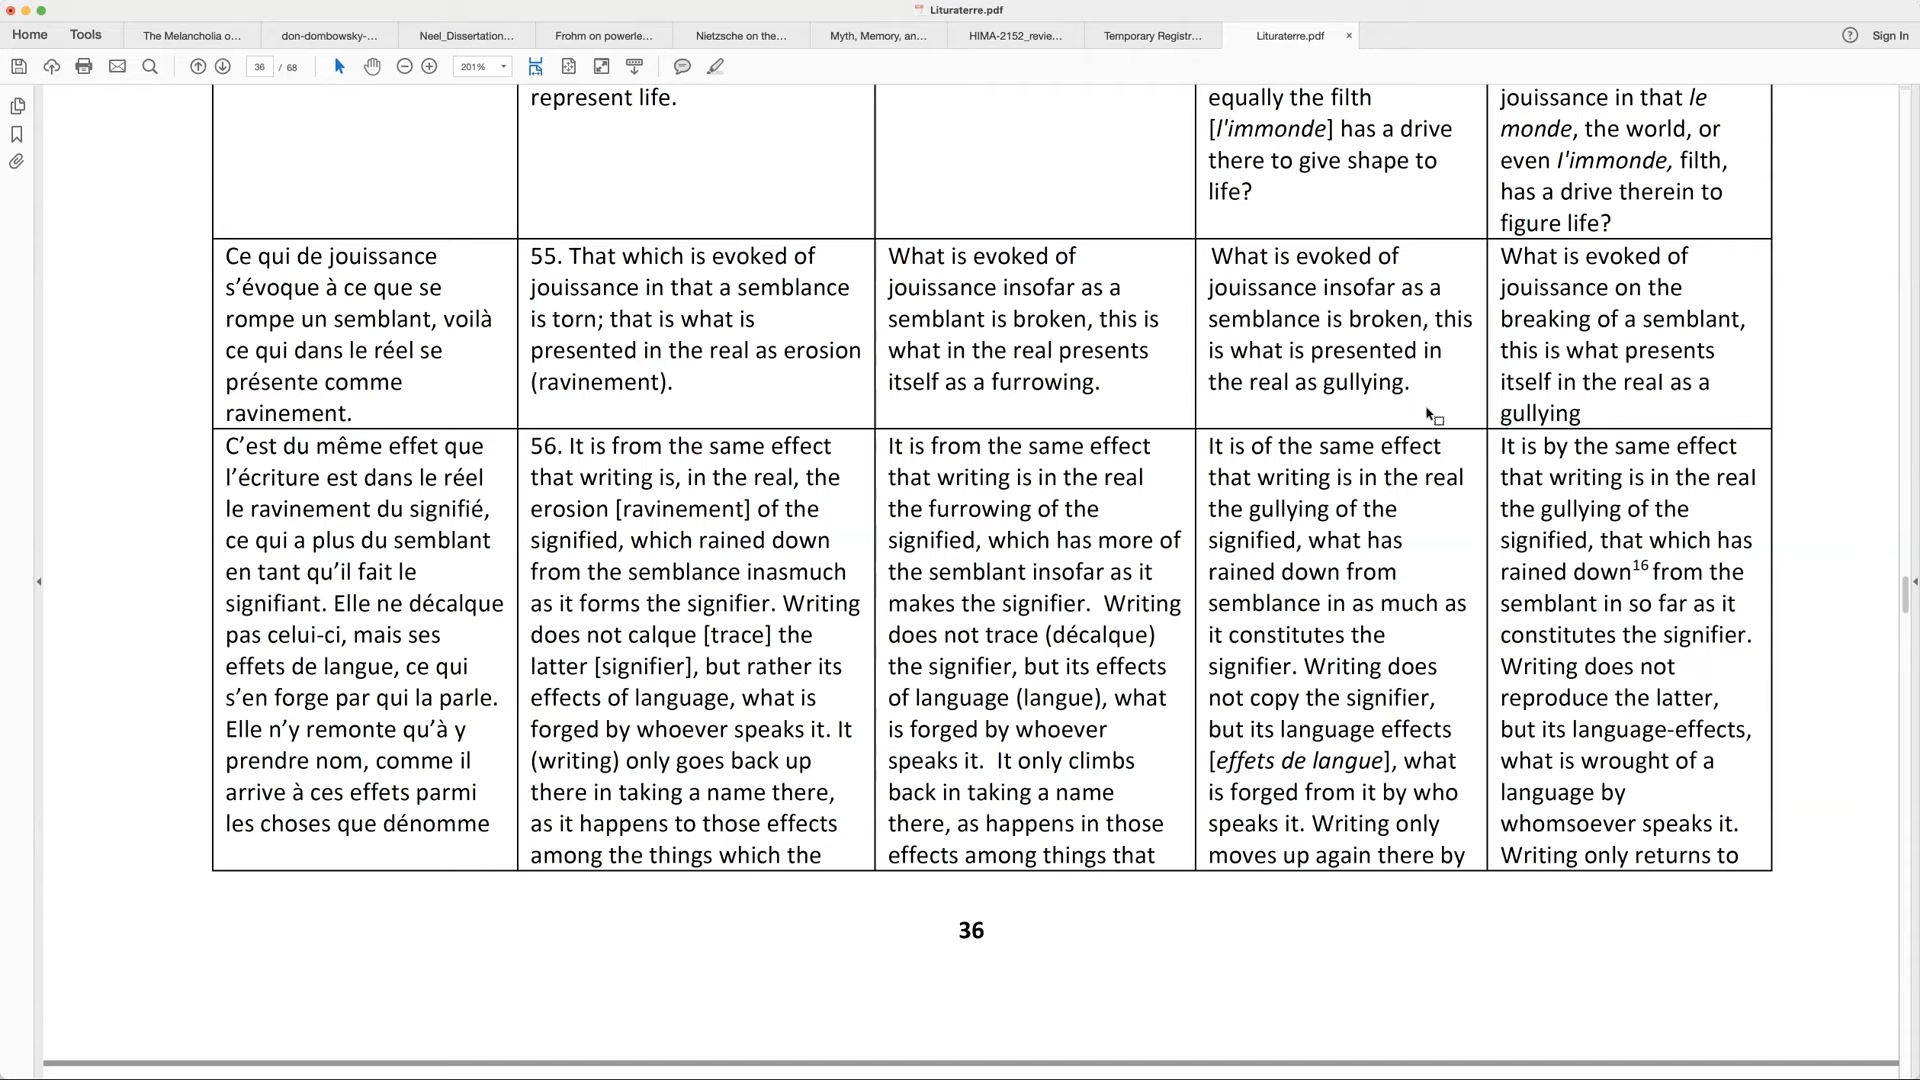 Lituraterre.pdf
Home
Tools
The Melancholia o...
don-dombowsky-...
Neel_Dissertation...
Frohm on powerle...
Nietzsche on the...
Myth, Memory, an...
HIMA-2152_revie...
Temporary Registr...
Lituraterre.pdf
Sign In
36 / 68
201%
represent life.
equally the filth
[l'immonde] has a drive
there to give shape to
life?
jouissance in that le
monde, the world, or
even l'immonde, filth,
has a drive therein to
figure life?
Ce qui de jouissance
s’évoque à ce que se
rompe un semblant, voilà
ce qui dans le réel se
présente comme
ravinement.
55. That which is evoked of
jouissance in that a semblance
is torn; that is what is
presented in the real as erosion
(ravinement).
What is evoked of
jouissance insofar as a
semblant is broken, this is
what in the real presents
itself as a furrowing.
What is evoked of
jouissance insofar as a
semblance is broken, this
is what is presented in
the real as gullying.
What is evoked of
jouissance on the
breaking of a semblant,
this is what presents
itself in the real as a
gullying
C’est du même effet que
l’écriture est dans le réel
le ravinement du signifié,
ce qui a plus du semblant
en tant qu’il fait le
signifiant. Elle ne décalque
pas celui-ci, mais ses
effets de langue, ce qui
s’en forge par qui la parle.
Elle n’y remonte qu’à y
prendre nom, comme il
arrive à ces effets parmi
les choses que dénomme
56. It is from the same effect
that writing is, in the real, the
erosion [ravinement] of the
signified, which rained down
from the semblance inasmuch
as it forms the signifier. Writing
does not calque [trace] the
latter [signifier], but rather its
effects of language, what is
forged by whoever speaks it. It
(writing) only goes back up
there in taking a name there,
as it happens to those effects
among the things which the
It is from the same effect
that writing is in the real
the furrowing of the
signified, which has more of
the semblant insofar as it
makes the signifier. Writing
does not trace (décalque)
the signifier, but its effects
of language (langue), what
is forged by whoever
speaks it. It only climbs
back in taking a name
there, as happens in those
effects among things that
It is of the same effect
that writing is in the real
the gullying of the
signified, what has
rained down from
semblance in as much as
it constitutes the
signifier. Writing does
not copy the signifier,
but its language effects
[effets de langue], what
is forged from it by who
speaks it. Writing only
moves up again there by
It is by the same effect
that writing is in the real
the gullying of the
signified, that which has
rained down16 from the
semblant in so far as it
constitutes the signifier.
Writing does not
reproduce the latter,
but its language-effects,
what is wrought of a
language by
whomsoever speaks it.
Writing only returns to
36